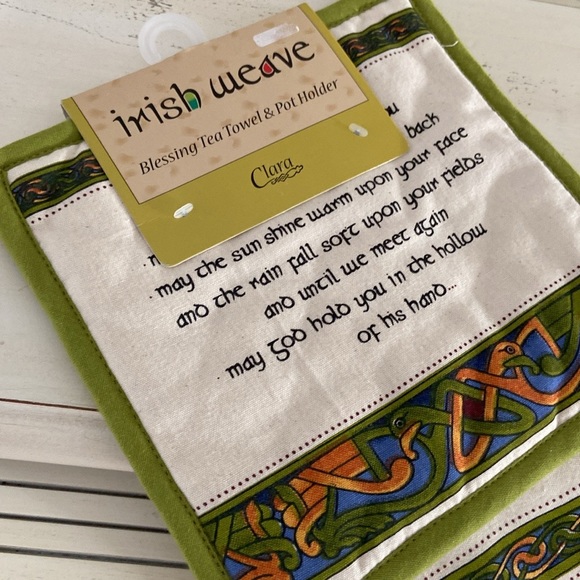 irish weave
Blessing Tea Towel & Pot Holder
Clara
back
may the sun shine warm upon your face
and the rain fall soft upon your fields
and until we meet again
may God hold you in the hollow
of his hand...